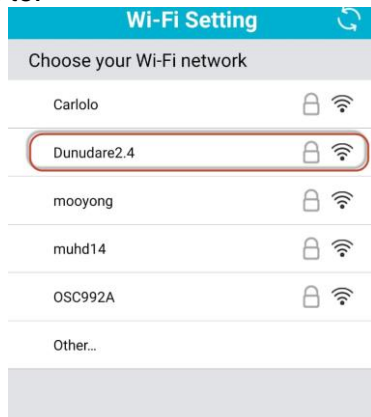 Wi-Fi Setting
Choose your Wi-Fi network
Carlolo
Dunudare2.4
mooyong
muhd14
OSC992A
Other...